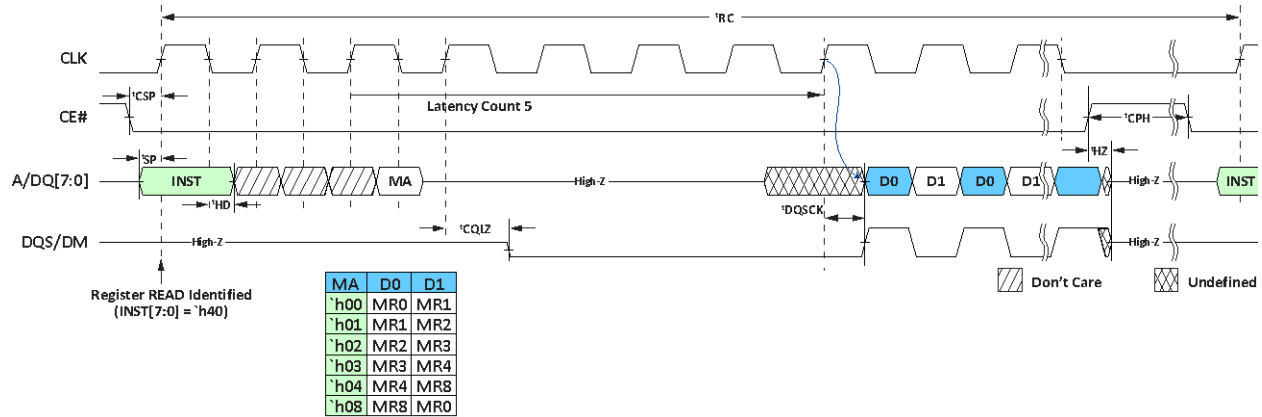 tRC
CLK
tCSP
Latency Count 5
CE#
tCPH
tSP
tHZ
A/DQ[7:0]
INST
MA
High-Z
D0
D1
D0
D1
High-Z
INST
tHD
tDQSCK
tCQLZ
DQS/DM
High-Z
High-Z
Don't Care
Undefined
Register READ Identified
(INST[7:0] = `h40)
MA D0 D1
`h00 MR0 MR1
`h01 MR1 MR2
`h02 MR2 MR3
`h03 MR3 MR4
`h04 MR4 MR8
`h08 MR8 MR0